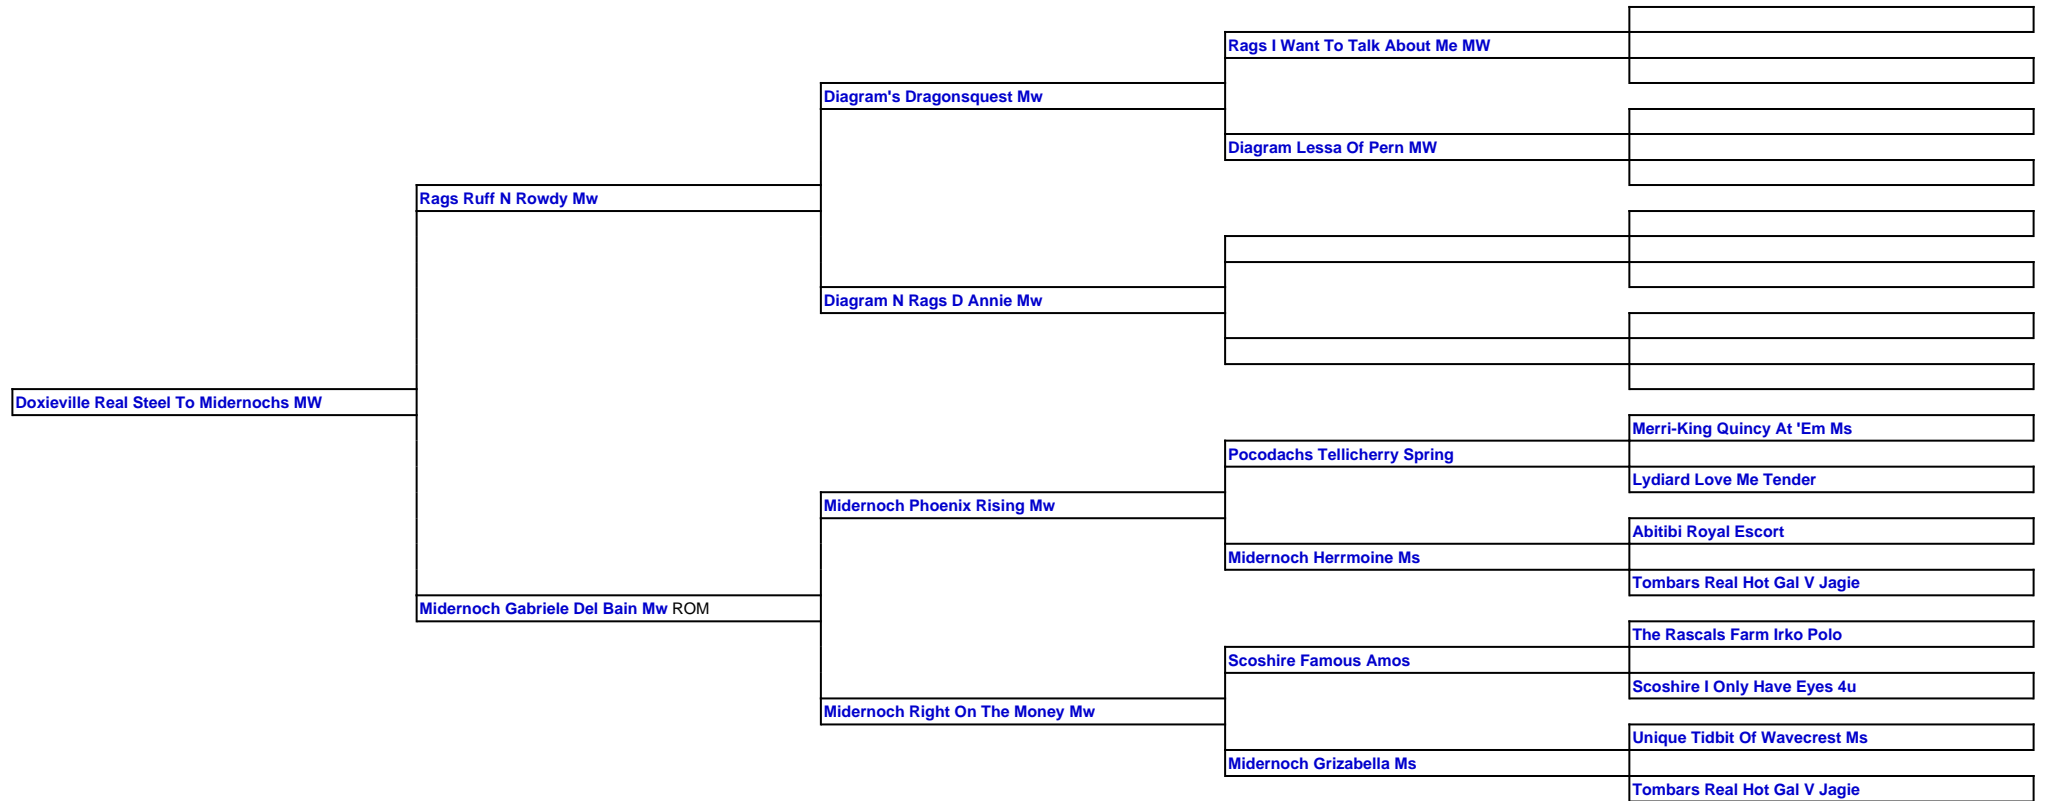 Rags I Want To Talk About Me MW
Diagram's Dragonsquest Mw
Diagram Lessa Of Pern MW
Rags Ruff N Rowdy Mw
Diagram N Rags D Annie Mw
Doxieville Real Steel To Midernochs MW
Merri-King Quincy At 'Em Ms
Pocodachs Tellicherry Spring
Lydiard Love Me Tender
Midernoch Phoenix Rising Mw
Abitibi Royal Escort
Midernoch Herrmoine Ms
Tombars Real Hot Gal V Jagie
Midernoch Gabriele Del Bain Mw ROM
The Rascals Farm Irko Polo
Scoshire Famous Amos
Scoshire I Only Have Eyes 4u
Midernoch Right On The Money Mw
Unique Tidbit Of Wavecrest Ms
Midernoch Grizabella Ms
Tombars Real Hot Gal V Jagie